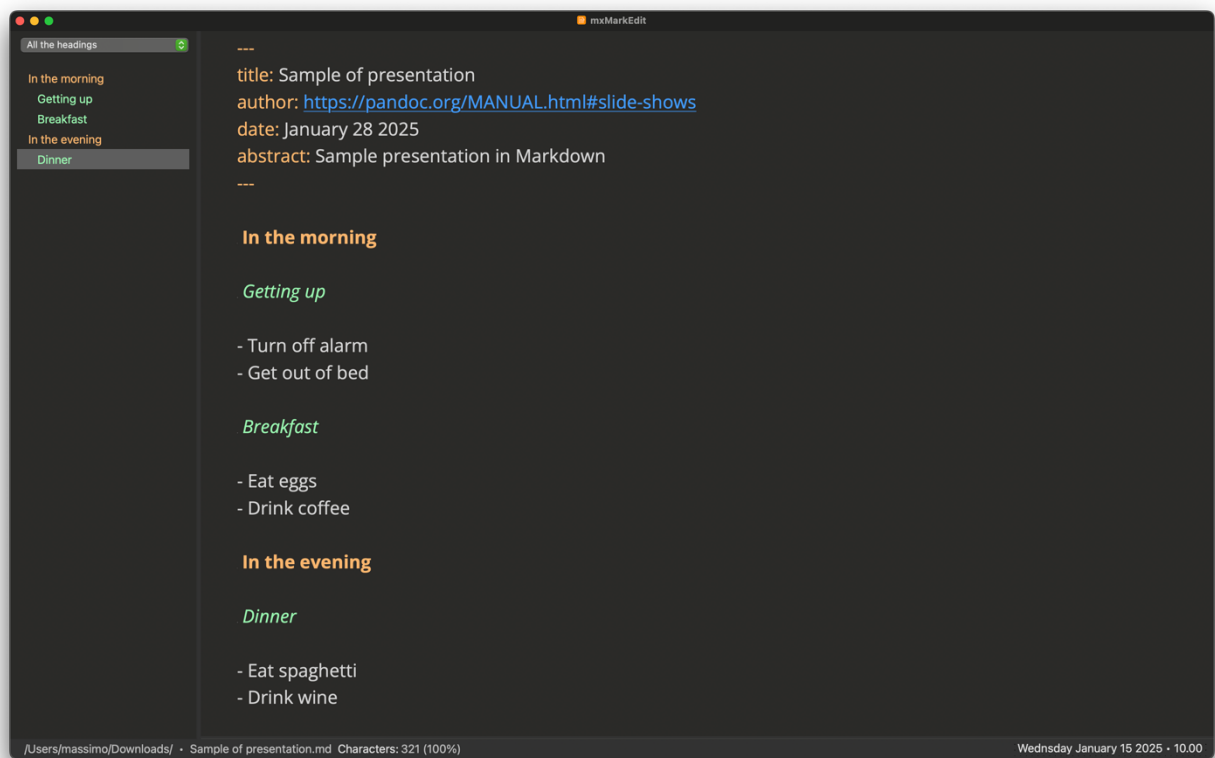 mxMarkEdit
All the headings
In the morning
Getting up
Breakfast
In the evening
Dinner
---
title: Sample of presentation
author: https://pandoc.org/MANUAL.html#slide-shows
date: January 28 2025
abstract: Sample presentation in Markdown
---
In the morning
Getting up
- Turn off alarm
- Get out of bed
Breakfast
- Eat eggs
- Drink coffee
In the evening
Dinner
- Eat spaghetti
- Drink wine
/Users/massimo/Downloads/ • Sample of presentation.md Characters: 321 (100%)
Wednsday January 15 2025 • 10.00